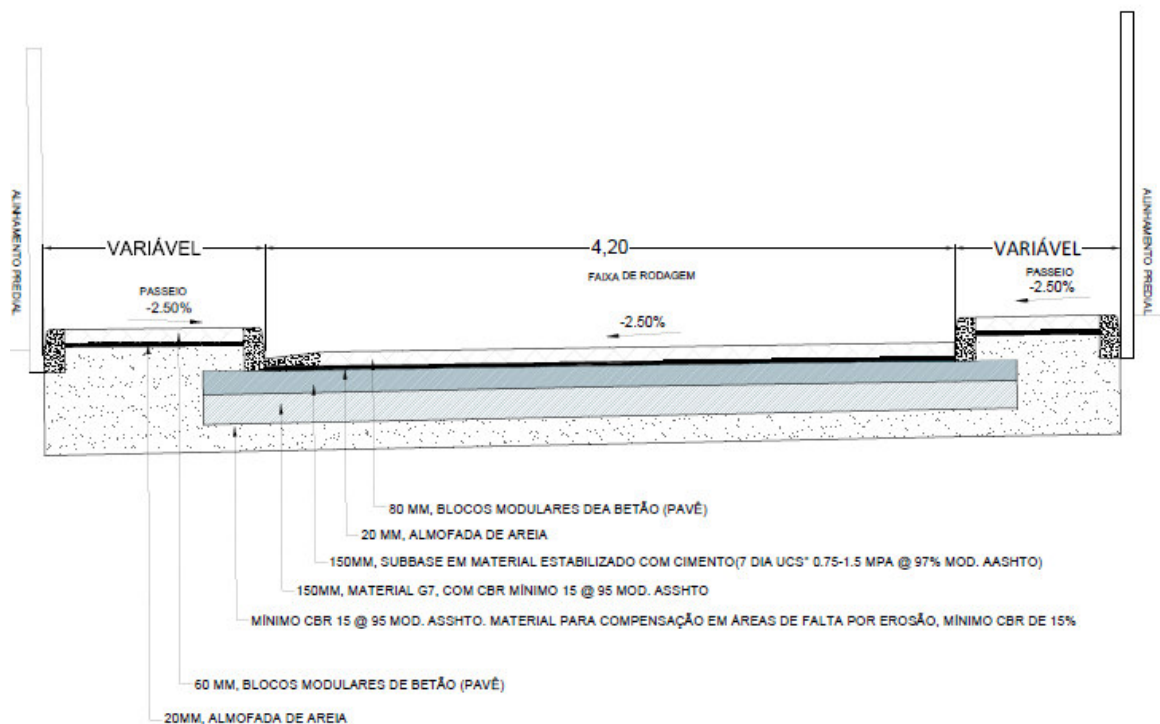 ALINHAMENTO PREDIAL
ALINHAMENTO PREDIAL
VARIÁVEL
4,20
VARIÁVEL
FAIXA DE RODAGEM
PASSEIO
-2.50%
-2.50%
PASSEIO
-2.50%
80 MM, BLOCOS MODULARES DEA BETÃO (PAVÊ)
20 MM, ALMOFADA DE AREIA
150MM, SUBBASE EM MATERIAL ESTABILIZADO COM CIMENTO(7 DIA UCS" 0.75-1.5 MPA @ 97% MOD. AASHTO)
150MM, MATERIAL G7, COM CBR MÍNIMO 15 @ 95 MOD. ASSHTO
MÍNIMO CBR 15 @ 95 MOD. ASSHTO. MATERIAL PARA COMPENSAÇÃO EM ÁREAS DE FALTA POR EROSÃO, MÍNIMO CBR DE 15%
60 MM, BLOCOS MODULARES DE BETÃO (PAVÊ)
20MM, ALMOFADA DE AREIA